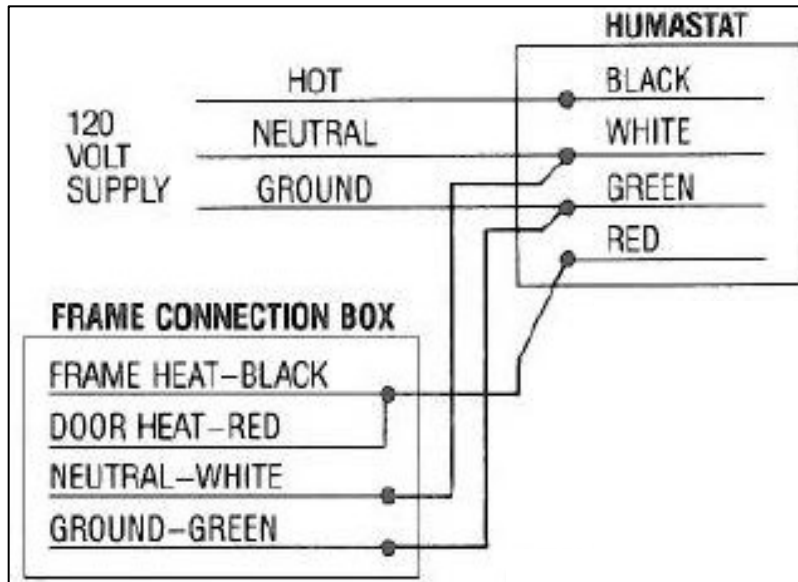 HUMASTAT
120
VOLT
SUPPLY
HOT
NEUTRAL
GROUND
BLACK
WHITE
GREEN
RED
FRAME CONNECTION BOX
FRAME HEAT–BLACK
DOOR HEAT–RED
NEUTRAL–WHITE
GROUND–GREEN